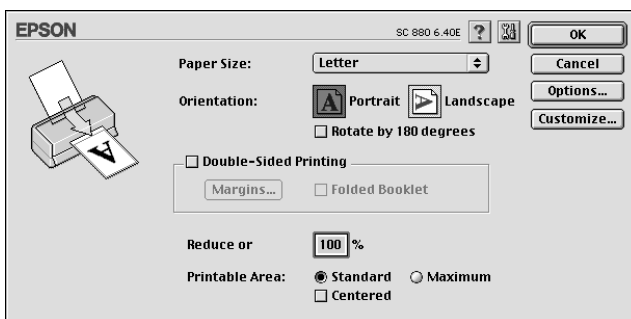 EPSON
SC 880 6.40E ? OK
Paper Size: Letter Cancel
Orientation: A Portrait A Landscape Options...
Rotate by 180 degrees Customize...
Double-Sided Printing
Margins... Folded Booklet
Reduce or 100 %
Printable Area: Standard Maximum
Centered
A